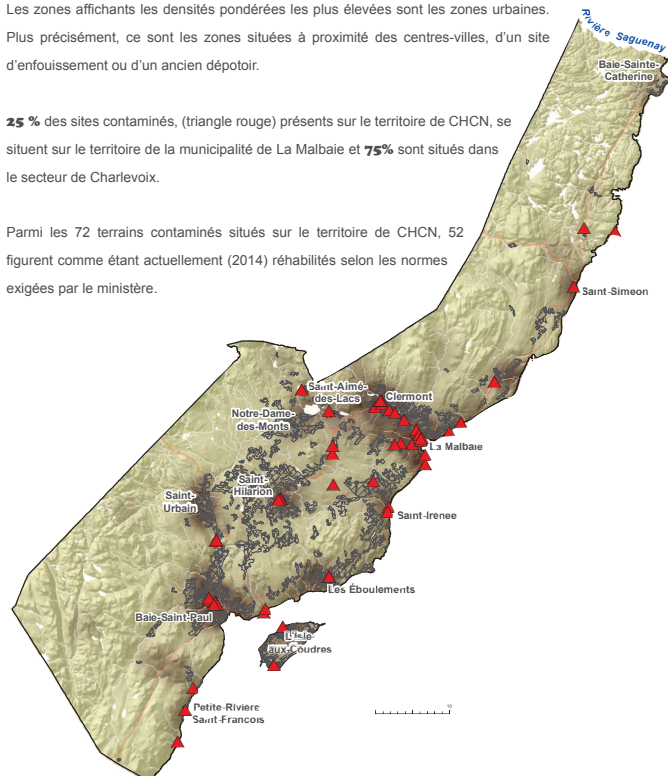 Les zones affichants les densités pondérées les plus élevées sont les zones urbaines.
Plus précisément, ce sont les zones situées à proximité des centres-villes, d'un site
d'enfouissement ou d'un ancien dépotoir.
25 % des sites contaminés, (triangle rouge) présents sur le territoire de CHCN, se
situent sur le territoire de la municipalité de La Malbaie et 75% sont situés dans
le secteur de Charlevoix.
Parmi les 72 terrains contaminés situés sur le territoire de CHCN, 52
figurent comme étant actuellement (2014) réhabilités selon les normes
exigées par le ministère.
Rivière Saguenay
Baie-Sainte-
Catherine
Saint-Simeon
Saint-Aimé-
des-Lacs
Clermont
Notre-Dame-
des-Monts
La Malbaie
Saint-
Hilarion
Saint-
Urbain
Saint-Irenee
Les Éboulements
Baie-Saint-Paul
L'Isle-
aux-Coudres
Petite-Rivière
Saint-François
10